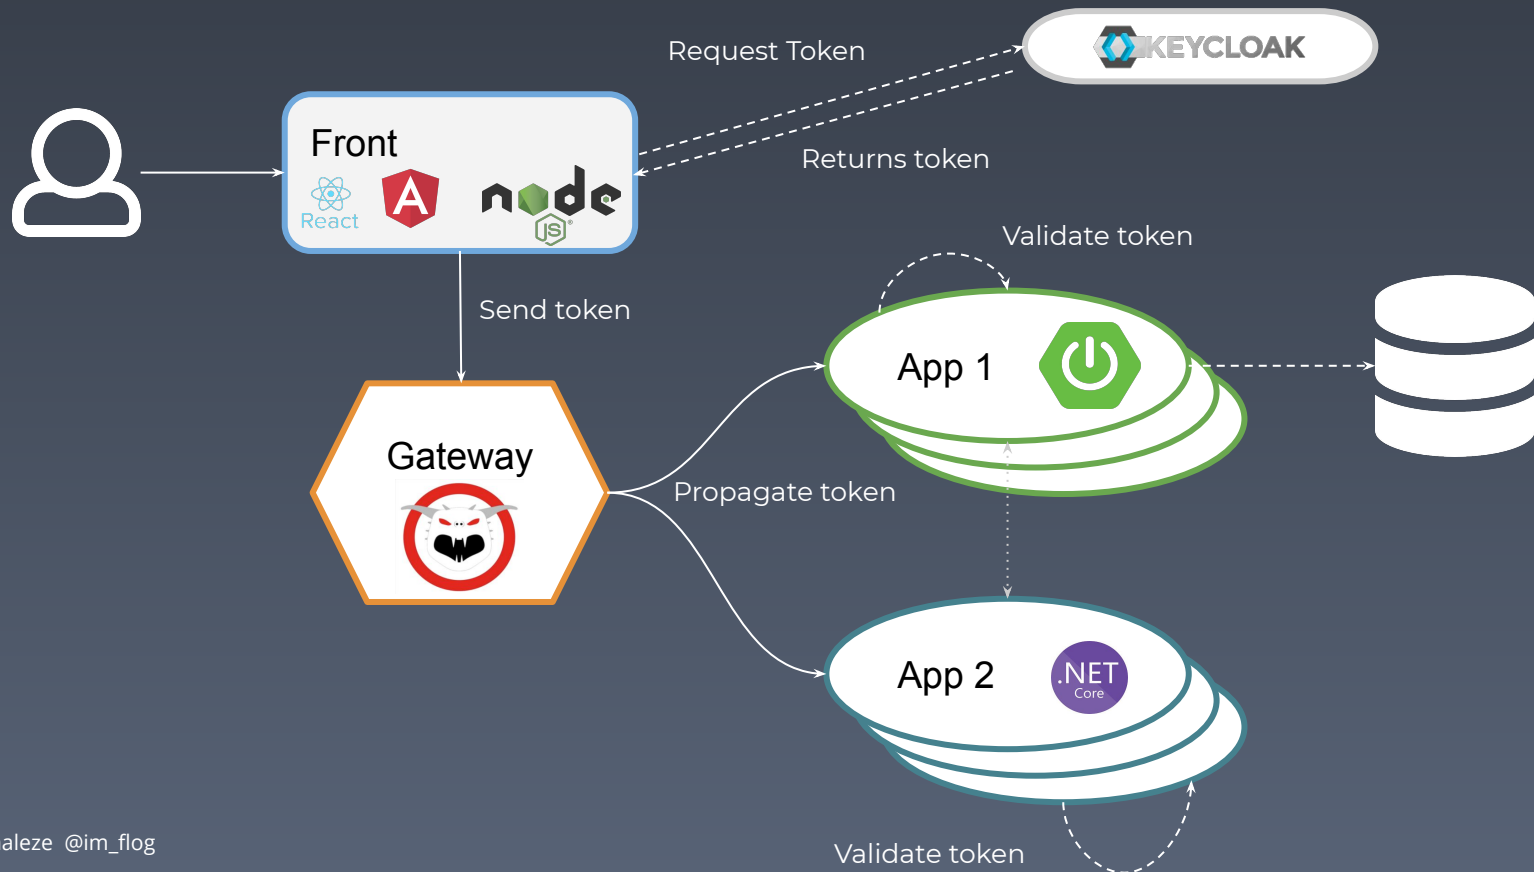 Request Token
KEYCLOAK
Front
React
A
node
JS
Returns token
Validate token
Send token
App 1
Gateway
Propagate token
App 2
.NET
Core
@im_flog
Validate token